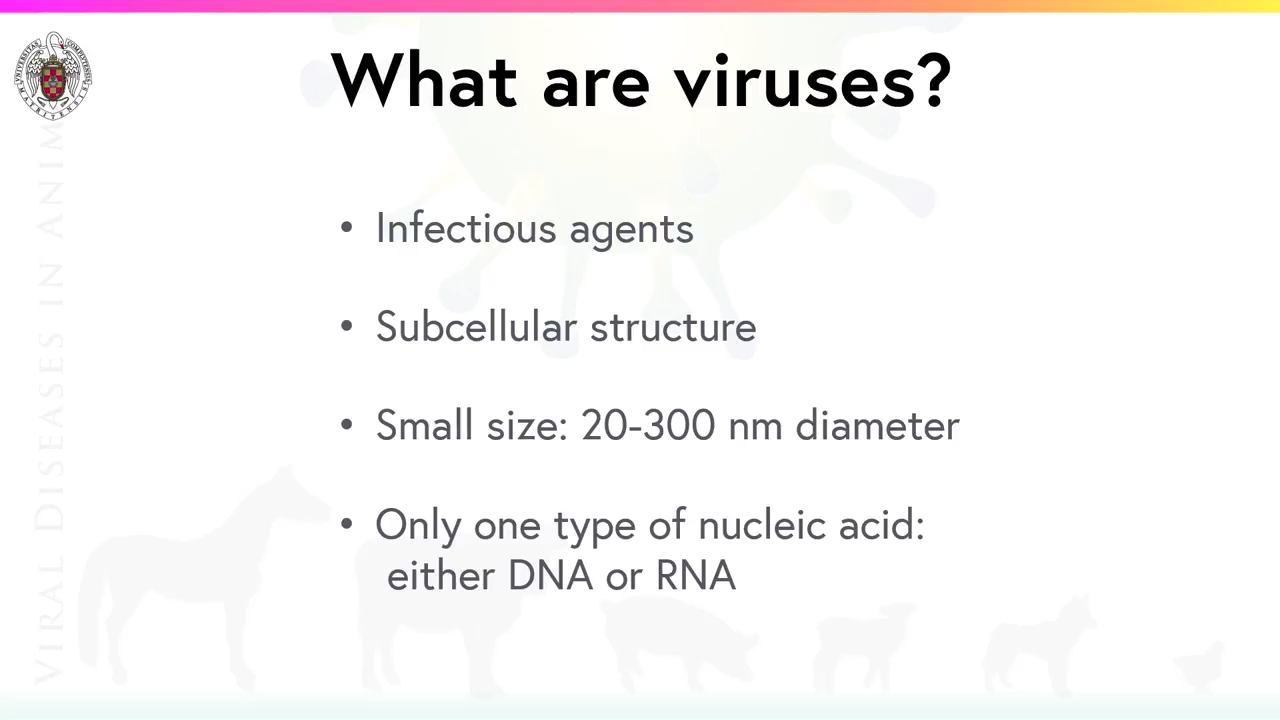 What are viruses?
• Infectious agents
• Subcellular structure
• Small size: 20-300 nm diameter
• Only one type of nucleic acid:
either DNA or RNA
VIRAL DISEASES IN ANIM